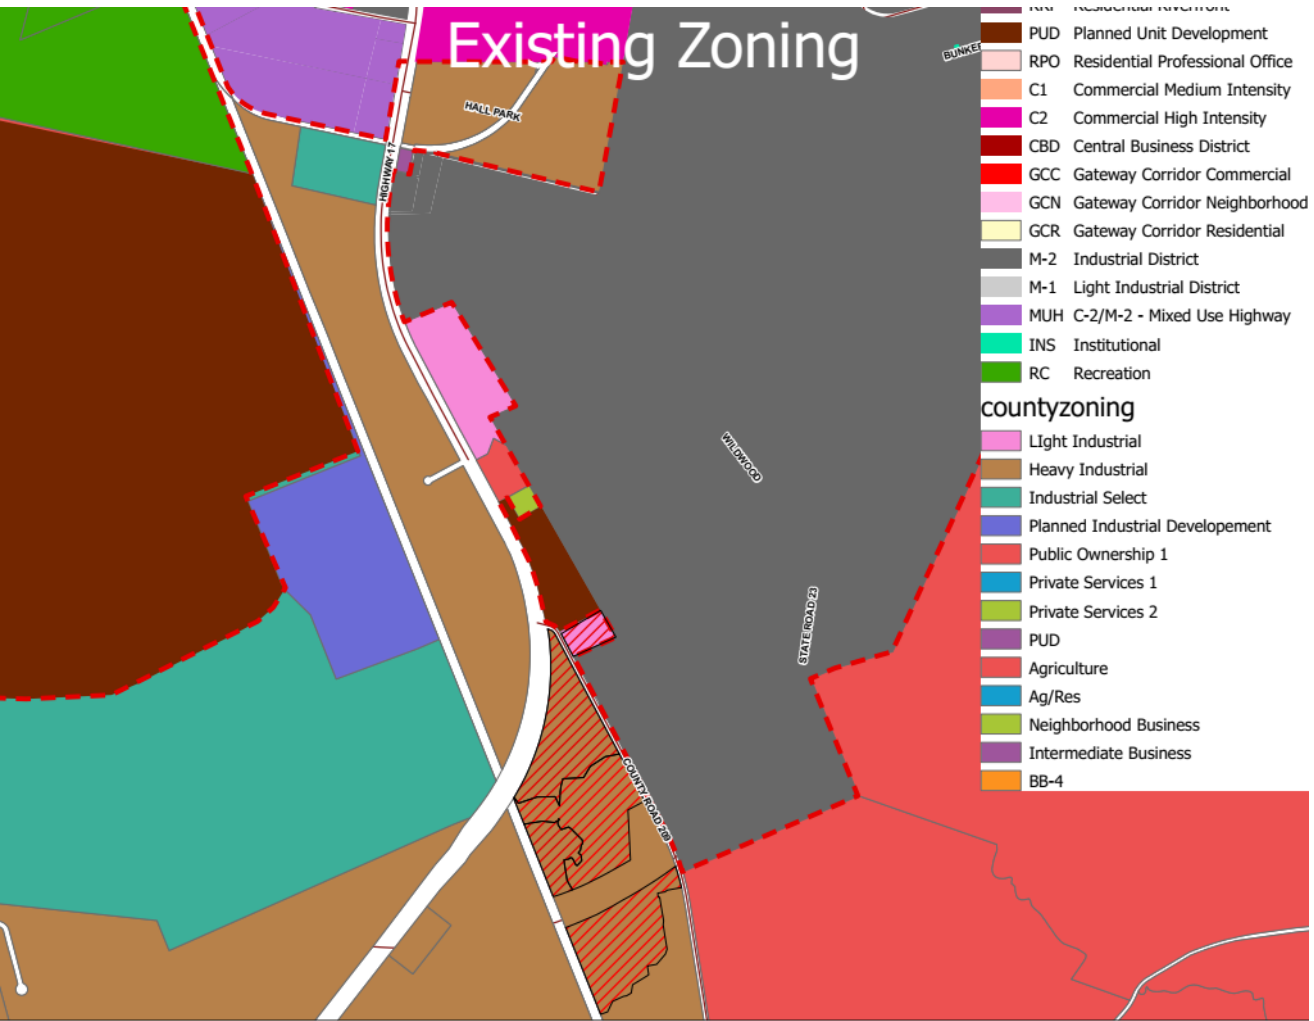 Existing Zoning
HALL PARK
HIGHWAY 17
WILDWOOD
STATE ROAD 23
COUNTY ROAD 209
RRF Residential Riverfront
PUD Planned Unit Development
RPO Residential Professional Office
C1 Commercial Medium Intensity
C2 Commercial High Intensity
CBD Central Business District
GCC Gateway Corridor Commercial
GCN Gateway Corridor Neighborhood
GCR Gateway Corridor Residential
M-2 Industrial District
M-1 Light Industrial District
MUH C-2/M-2 - Mixed Use Highway
INS Institutional
RC Recreation
countyzoning
LIght Industrial
Heavy Industrial
Industrial Select
Planned Industrial Developement
Public Ownership 1
Private Services 1
Private Services 2
PUD
Agriculture
Ag/Res
Neighborhood Business
Intermediate Business
BB-4